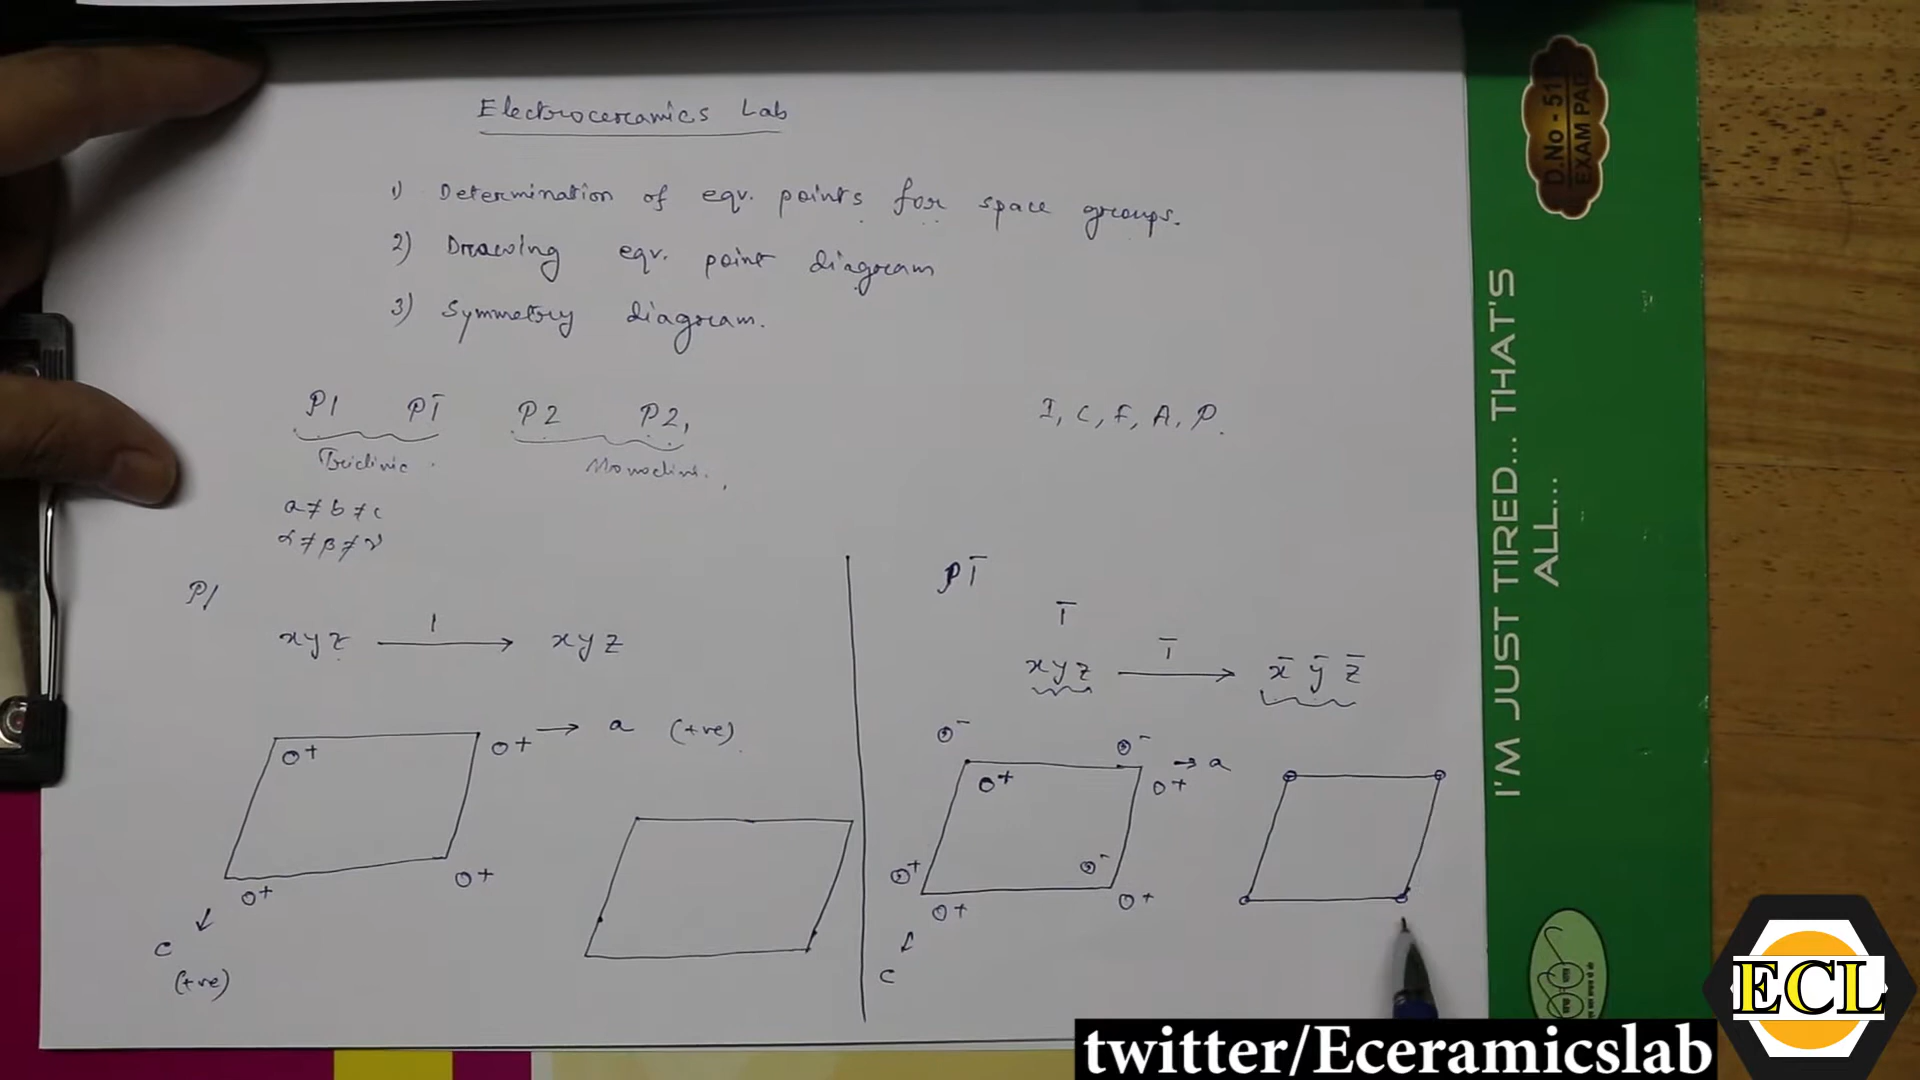 Electroceramics Lab
1) Determination of eqv. points for space groups.
2) Drawing eqv. point diagram
3) Symmetry diagram.
P1 P1̅ P2 P2₁
I, C, F, A, P.
Triclinic. Monoclinic.
a ≠ b ≠ c
α ≠ β ≠ γ
P1
xyz 1 → xyz
→ a (+ve)
O+ O+
O+ O+
c
(+ve)
P1̅
1̅
xyz 1̅ → x̅ y̅ z̅
- -
→ a
O+ O+
+ -
O+ O+
c
D.No - 511
EXAM PAD
I'M JUST TIRED... THAT'S
ALL...
ECL
twitter/Eceramicslab